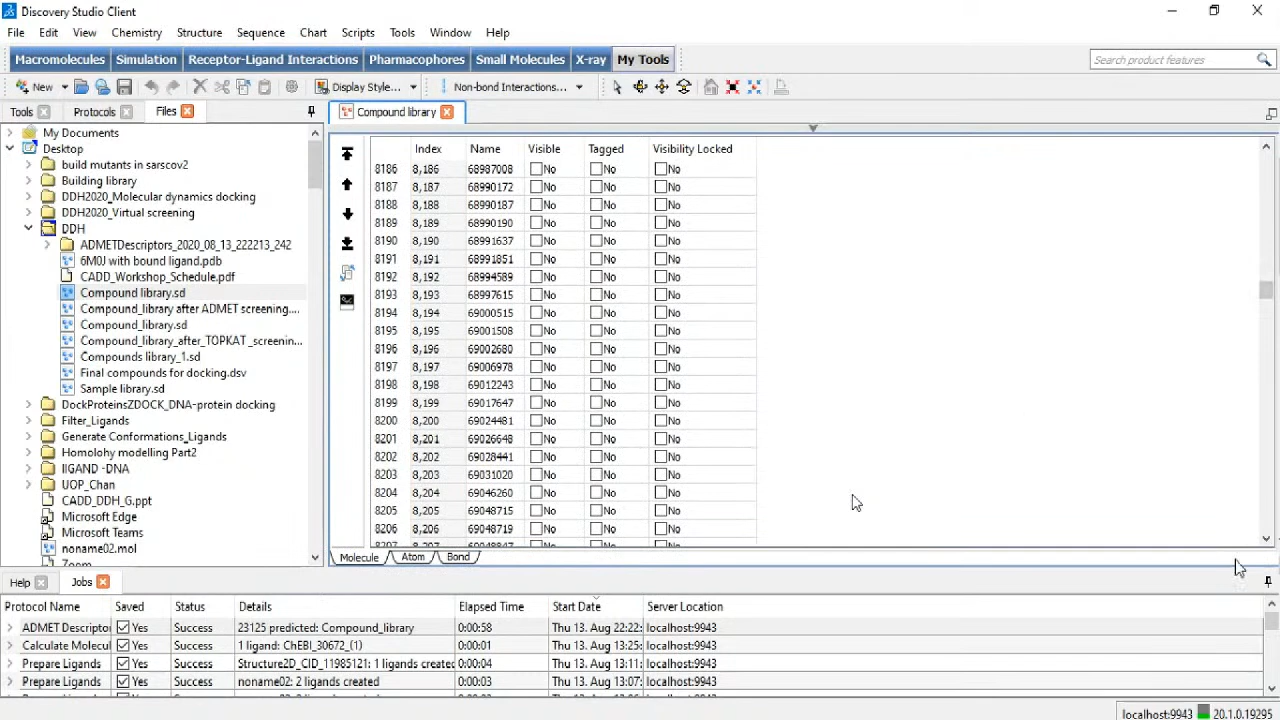 Discovery Studio Client
File Edit View Chemistry Structure Sequence Chart Scripts Tools Window Help
Macromolecules Simulation Receptor-Ligand Interactions Pharmacophores Small Molecules X-ray My Tools Search product features
New Display Style... Non-bond Interactions...
Tools Protocols Files Compound library
My Documents
Desktop
build mutants in sarscov2
Building library
DDH2020_Molecular dynamics docking
DDH2020_Virtual screening
DDH
ADMETDescriptors_2020_08_13_222213_242
6M0J with bound ligand.pdb
CADD_Workshop_Schedule.pdf
Compound library.sd
Compound_library after ADMET screening....
Compound_library.sd
Compound_library_after_TOPKAT _screenin...
Compounds library_1.sd
Final compounds for docking.dsv
Sample library.sd
DockProteinsZDOCK_DNA-protein docking
Filter_Ligands
Generate Conformations_Ligands
Homolohy modelling Part2
lIGAND -DNA
UOP_Chan
CADD_DDH_G.ppt
Microsoft Edge
Microsoft Teams
noname02.mol
Zoom
Index Name Visible Tagged Visibility Locked
8186 8,186 68987008 No No No
8187 8,187 68990172 No No No
8188 8,188 68990187 No No No
8189 8,189 68990190 No No No
8190 8,190 68991637 No No No
8191 8,191 68991851 No No No
8192 8,192 68994589 No No No
8193 8,193 68997615 No No No
8194 8,194 69000515 No No No
8195 8,195 69001508 No No No
8196 8,196 69002680 No No No
8197 8,197 69006978 No No No
8198 8,198 69012243 No No No
8199 8,199 69017647 No No No
8200 8,200 69024481 No No No
8201 8,201 69026648 No No No
8202 8,202 69028441 No No No
8203 8,203 69031020 No No No
8204 8,204 69046260 No No No
8205 8,205 69048715 No No No
8206 8,206 69048719 No No No
8207 8,207 69048847 No No No
Molecule Atom Bond
Help Jobs
Protocol Name Saved Status Details Elapsed Time Start Date Server Location
ADMET Descriptor Yes Success 23125 predicted: Compound_library 0:00:58 Thu 13. Aug 22:22: localhost:9943
Calculate Molecul Yes Success 1 ligand: ChEBI_30672_(1) 0:00:01 Thu 13. Aug 13:25: localhost:9943
Prepare Ligands Yes Success Structure2D_CID_11985121: 1 ligands created 0:00:04 Thu 13. Aug 13:11: localhost:9943
Prepare Ligands Yes Success noname02: 2 ligands created 0:00:03 Thu 13. Aug 13:07: localhost:9943
localhost:9943 20.1.0.19295